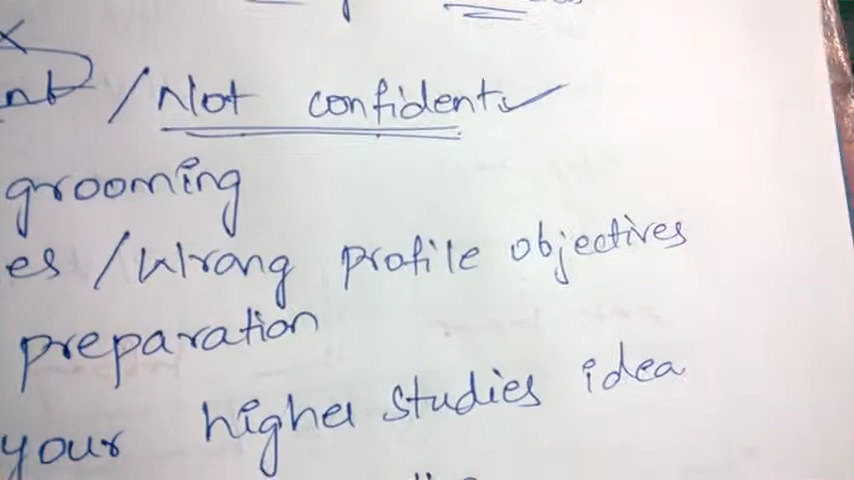 /Not confident
grooming
es /Wrong profile objectives
preparation
your higher studies idea